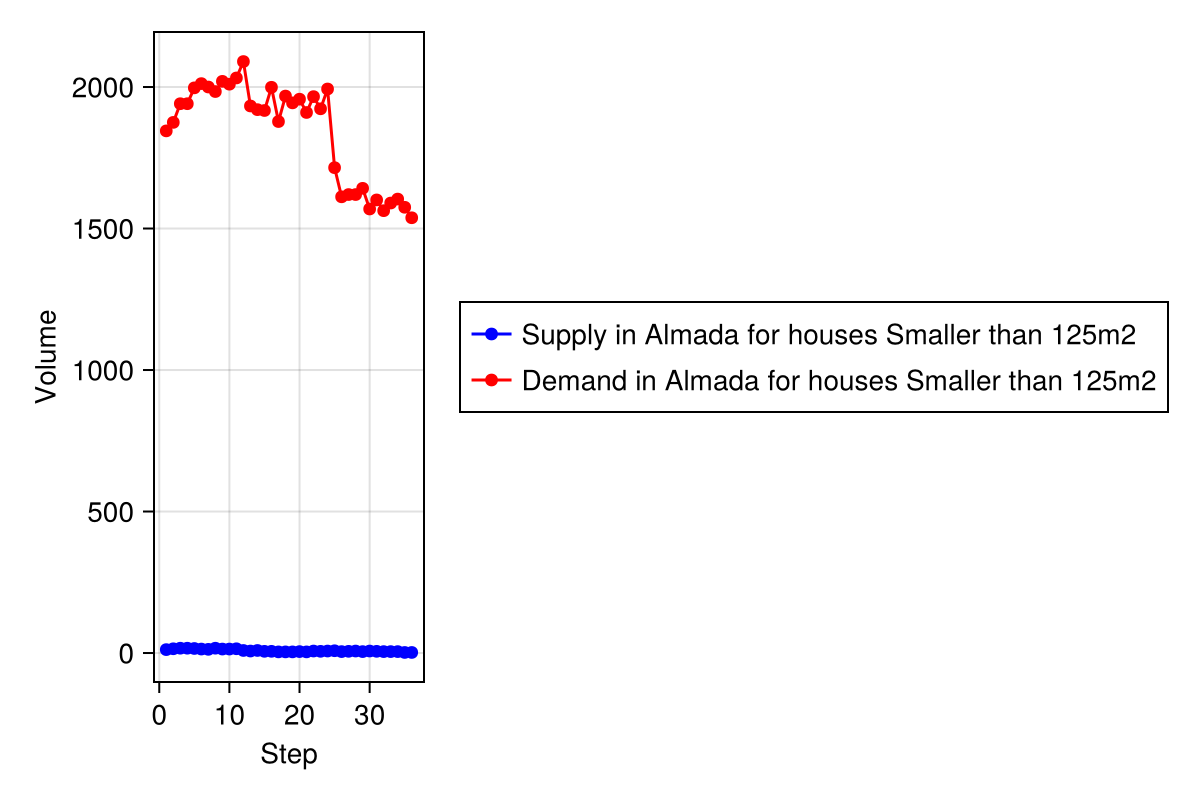 2000
1500
1000
500
0
Volume
0 10 20 30
Step
Supply in Almada for houses Smaller than 125m2
Demand in Almada for houses Smaller than 125m2